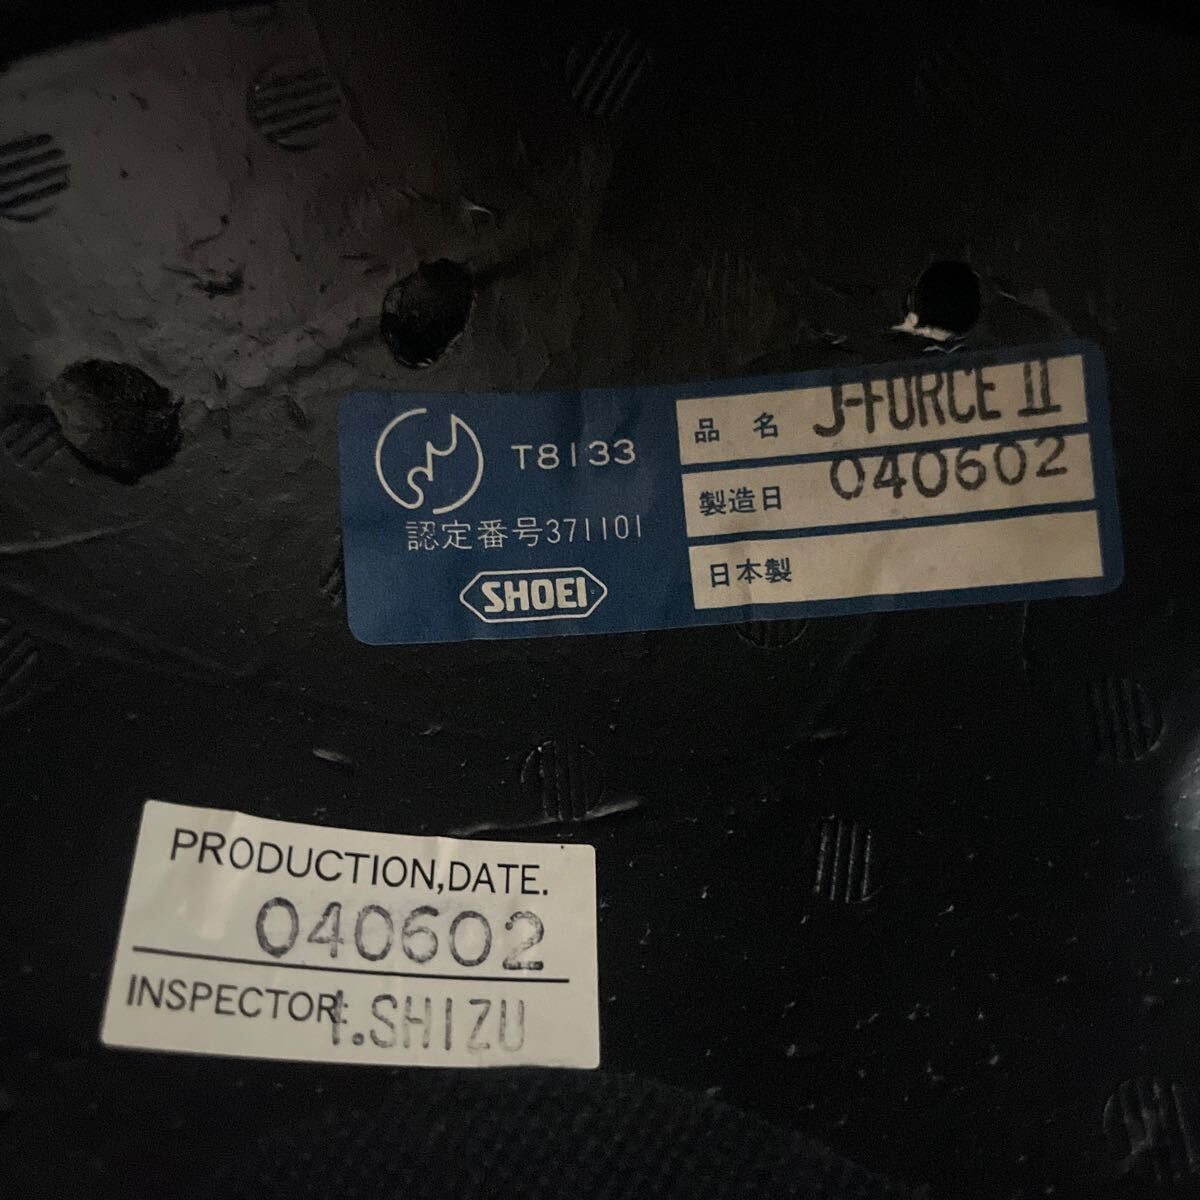 T8133
認定番号371101
SHOEI
品 名 J-FORCE II
製造日 040602
日本製
PRODUCTION,DATE.
040602
INSPECTOR: I.SHIZU